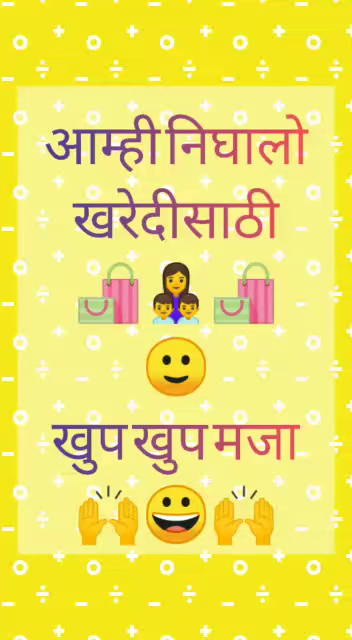 आम्ही निघालो
खरेदीसाठी
🛍️👩‍👦‍👦🛍️
🙂
खुप खुप मजा
🙌😃🙌